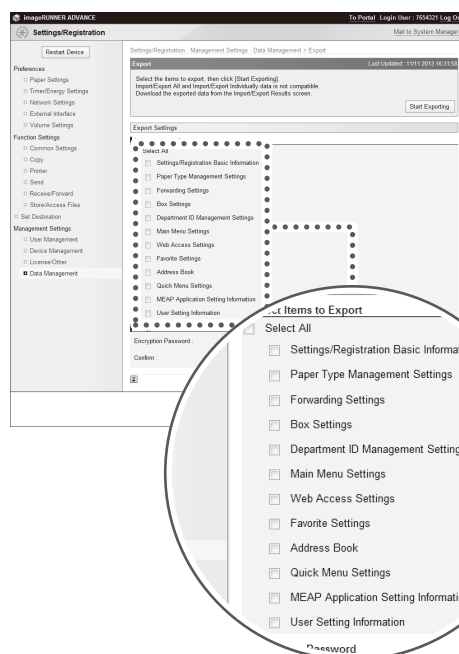 imageRUNNER ADVANCE
To Portal Login User : 7654321 Log Ou
Settings/Registration
Mail to System Manager
Restart Device
Settings/Registration : Management Settings : Data Management > Export
Export
Last Updated : 11/11 2013 16:31:58
Select the items to export, then click [Start Exporting].
Import/Export All and Import/Export Individually data is not compatible.
Download the exported data from the Import/Export Results screen.
Start Exporting
Preferences
Paper Settings
Timer/Energy Settings
Network Settings
External Interface
Volume Settings
Function Settings
Common Settings
Copy
Printer
Send
Receive/Forward
Store/Access Files
Set Destination
Management Settings
User Management
Device Management
License/Other
Data Management
Export Settings
Select All
Settings/Registration Basic Information
Paper Type Management Settings
Forwarding Settings
Box Settings
Department ID Management Settings
Main Menu Settings
Web Access Settings
Favorite Settings
Address Book
Quick Menu Settings
MEAP Application Setting Information
User Setting Information
Encryption Password :
Confirm :
Items to Export
Select All
Settings/Registration Basic Informa
Paper Type Management Settings
Forwarding Settings
Box Settings
Department ID Management Setting
Main Menu Settings
Web Access Settings
Favorite Settings
Address Book
Quick Menu Settings
MEAP Application Setting Informati
User Setting Information
Password